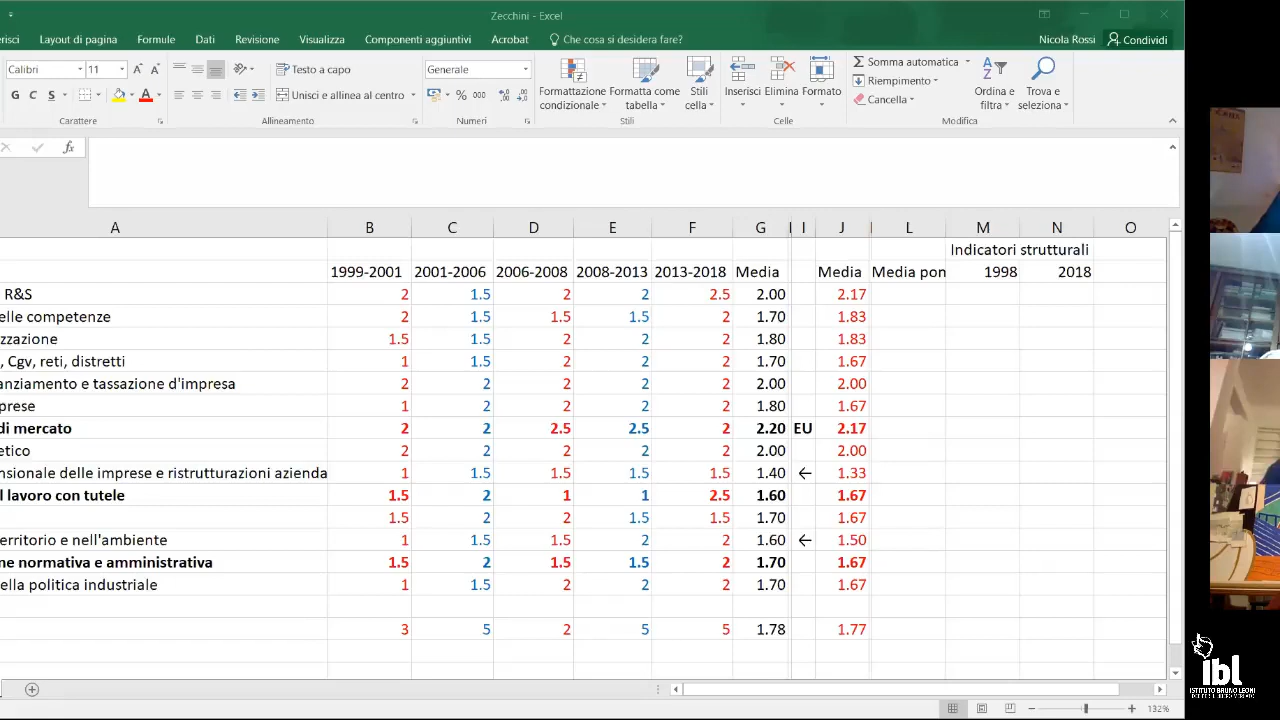 Zecchini - Excel
erisci Layout di pagina Formule Dati Revisione Visualizza Componenti aggiuntivi Acrobat Che cosa si desidera fare? Nicola Rossi Condividi
Calibri 11 A A Testo a capo Generale Formattazione condizionale Formatta come tabella Stili cella Inserisci Elimina Formato Somma automatica Ordina e filtra Trova e seleziona
G C S A Unisci e allinea al centro % 000 Riempimento
Cancella
Carattere Allineamento Numeri Stili Celle Modifica
fx
A B C D E F G I J L M N O
Indicatori strutturali
1999-2001 2001-2006 2006-2008 2008-2013 2013-2018 Media Media Media pon 1998 2018
R&S 2 1.5 2 2 2.5 2.00 2.17
elle competenze 2 1.5 1.5 1.5 2 1.70 1.83
zzazione 1.5 1.5 2 2 2 1.80 1.83
, Cgv, reti, distretti 1 1.5 2 2 2 1.70 1.67
anziamento e tassazione d'impresa 2 2 2 2 2 2.00 2.00
prese 1 2 2 2 2 1.80 1.67
di mercato 2 2 2.5 2.5 2 2.20 EU 2.17
etico 2 2 2 2 2 2.00 2.00
nsionale delle imprese e ristrutturazioni azienda 1 1.5 1.5 1.5 1.5 1.40 ← 1.33
l lavoro con tutele 1.5 2 1 1 2.5 1.60 1.67
1.5 2 2 1.5 1.5 1.70 1.67
erritorio e nell'ambiente 1 1.5 1.5 2 2 1.60 ← 1.50
ne normativa e amministrativa 1.5 2 1.5 1.5 2 1.70 1.67
ella politica industriale 1 1.5 2 2 2 1.70 1.67
3 5 2 5 5 1.78 1.77
132%
ibl
ISTITUTO BRUNO LEONI